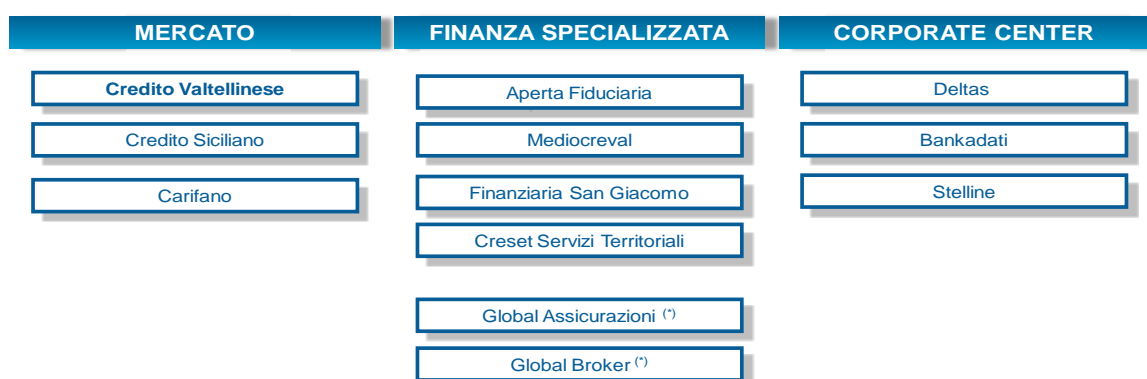 MERCATO
Credito Valtellinese
Credito Siciliano
Carifano
FINANZA SPECIALIZZATA
Aperta Fiduciaria
Mediocreval
Finanziaria San Giacomo
Creset Servizi Territoriali
Global Assicurazioni (*)
Global Broker (*)
CORPORATE CENTER
Deltas
Bankadati
Stelline